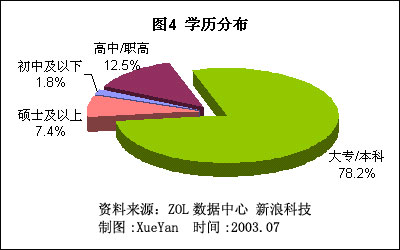 图4 学历分布
高中/职高
12.5%
初中及以下
1.8%
硕士及以上
7.4%
大专/本科
78.2%
资料来源：ZOL数据中心 新浪科技
制图:XueYan 时间:2003.07